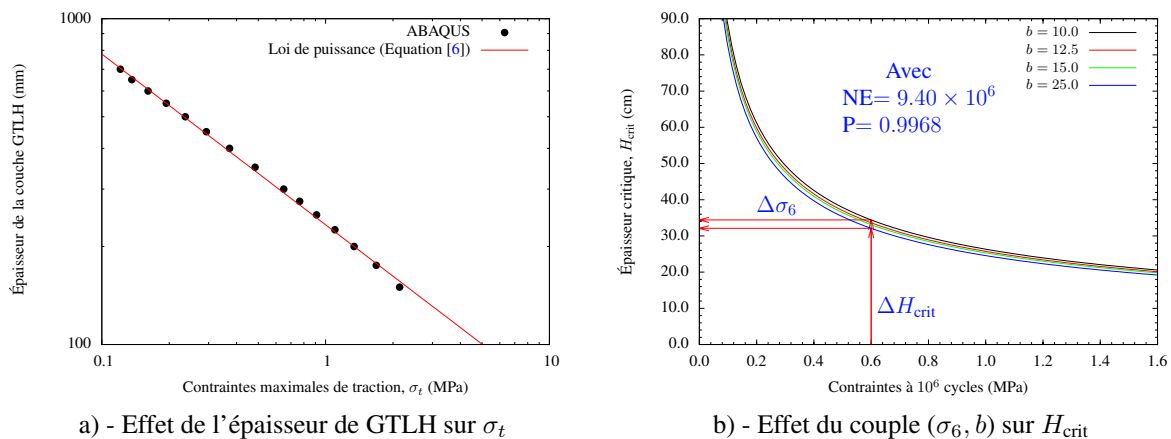 1000
100
0.1
1
10
Épaisseur de la couche GTLH (mm)
Contraintes maximales de traction, σt (MPa)
ABAQUS
Loi de puissance (Equation [6])
a) - Effet de l'épaisseur de GTLH sur σt
90.0
80.0
70.0
60.0
50.0
40.0
30.0
20.0
10.0
0.0
0.0
0.2
0.4
0.6
0.8
1.0
1.2
1.4
1.6
Épaisseur critique, Hcrit (cm)
Contraintes à 10⁶ cycles (MPa)
b = 10.0
b = 12.5
b = 15.0
b = 25.0
Avec
NE= 9.40 × 10⁶
P= 0.9968
Δσ6
ΔHcrit
b) - Effet du couple (σ6, b) sur Hcrit